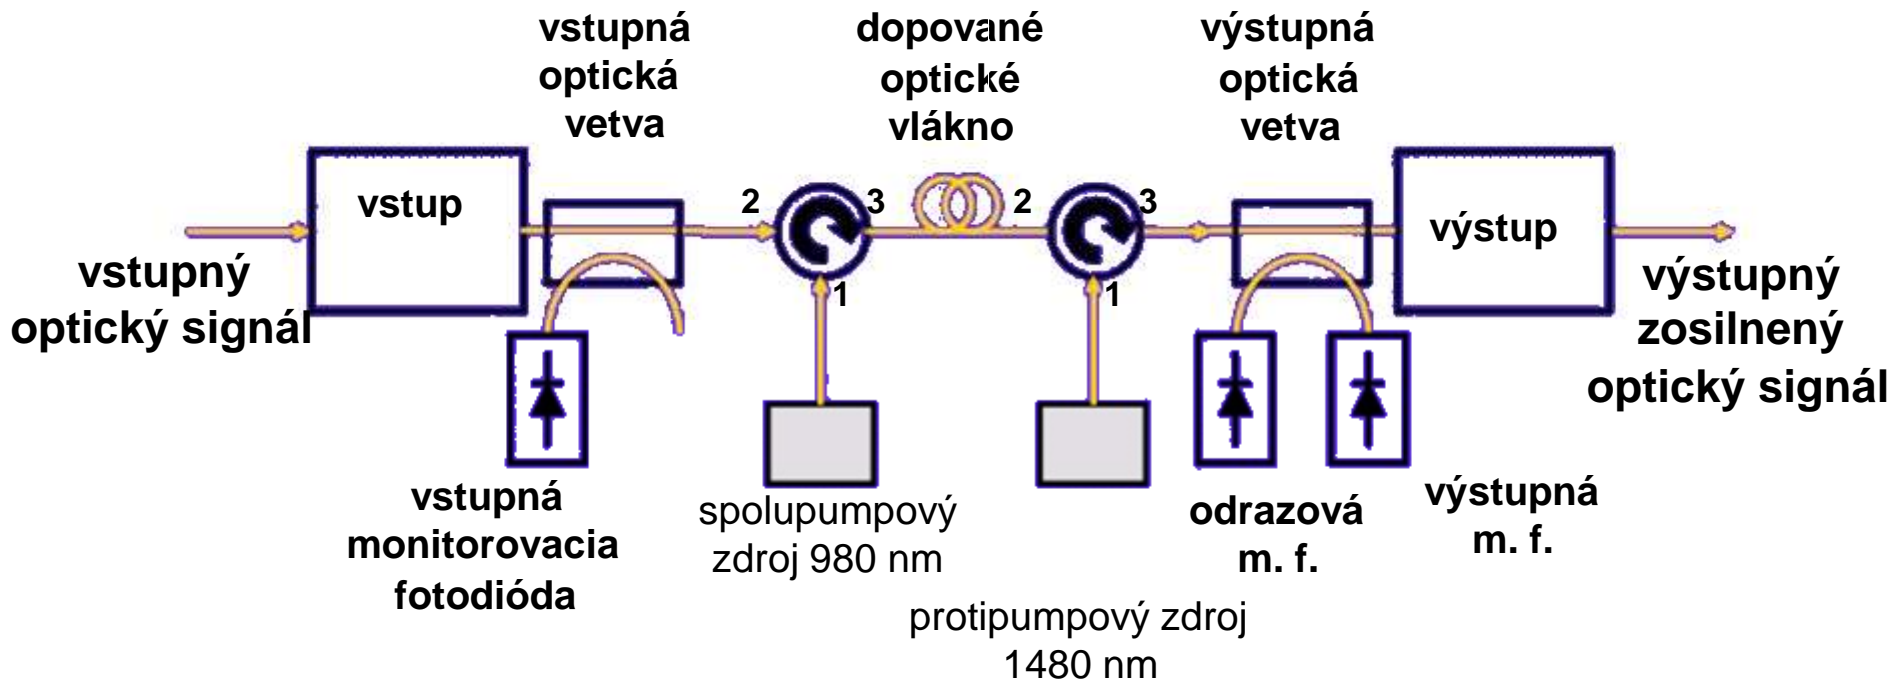 vstupná
optická
vetva
dopované
optické
vlákno
výstupná
optická
vetva
vstup
2
3
2
3
výstup
1
1
vstupný
optický signál
výstupný
zosilnený
optický signál
vstupná
monitorovacia
fotodióda
spolupumpový
zdroj 980 nm
protipumpový zdroj
1480 nm
odrazová
m. f.
výstupná
m. f.